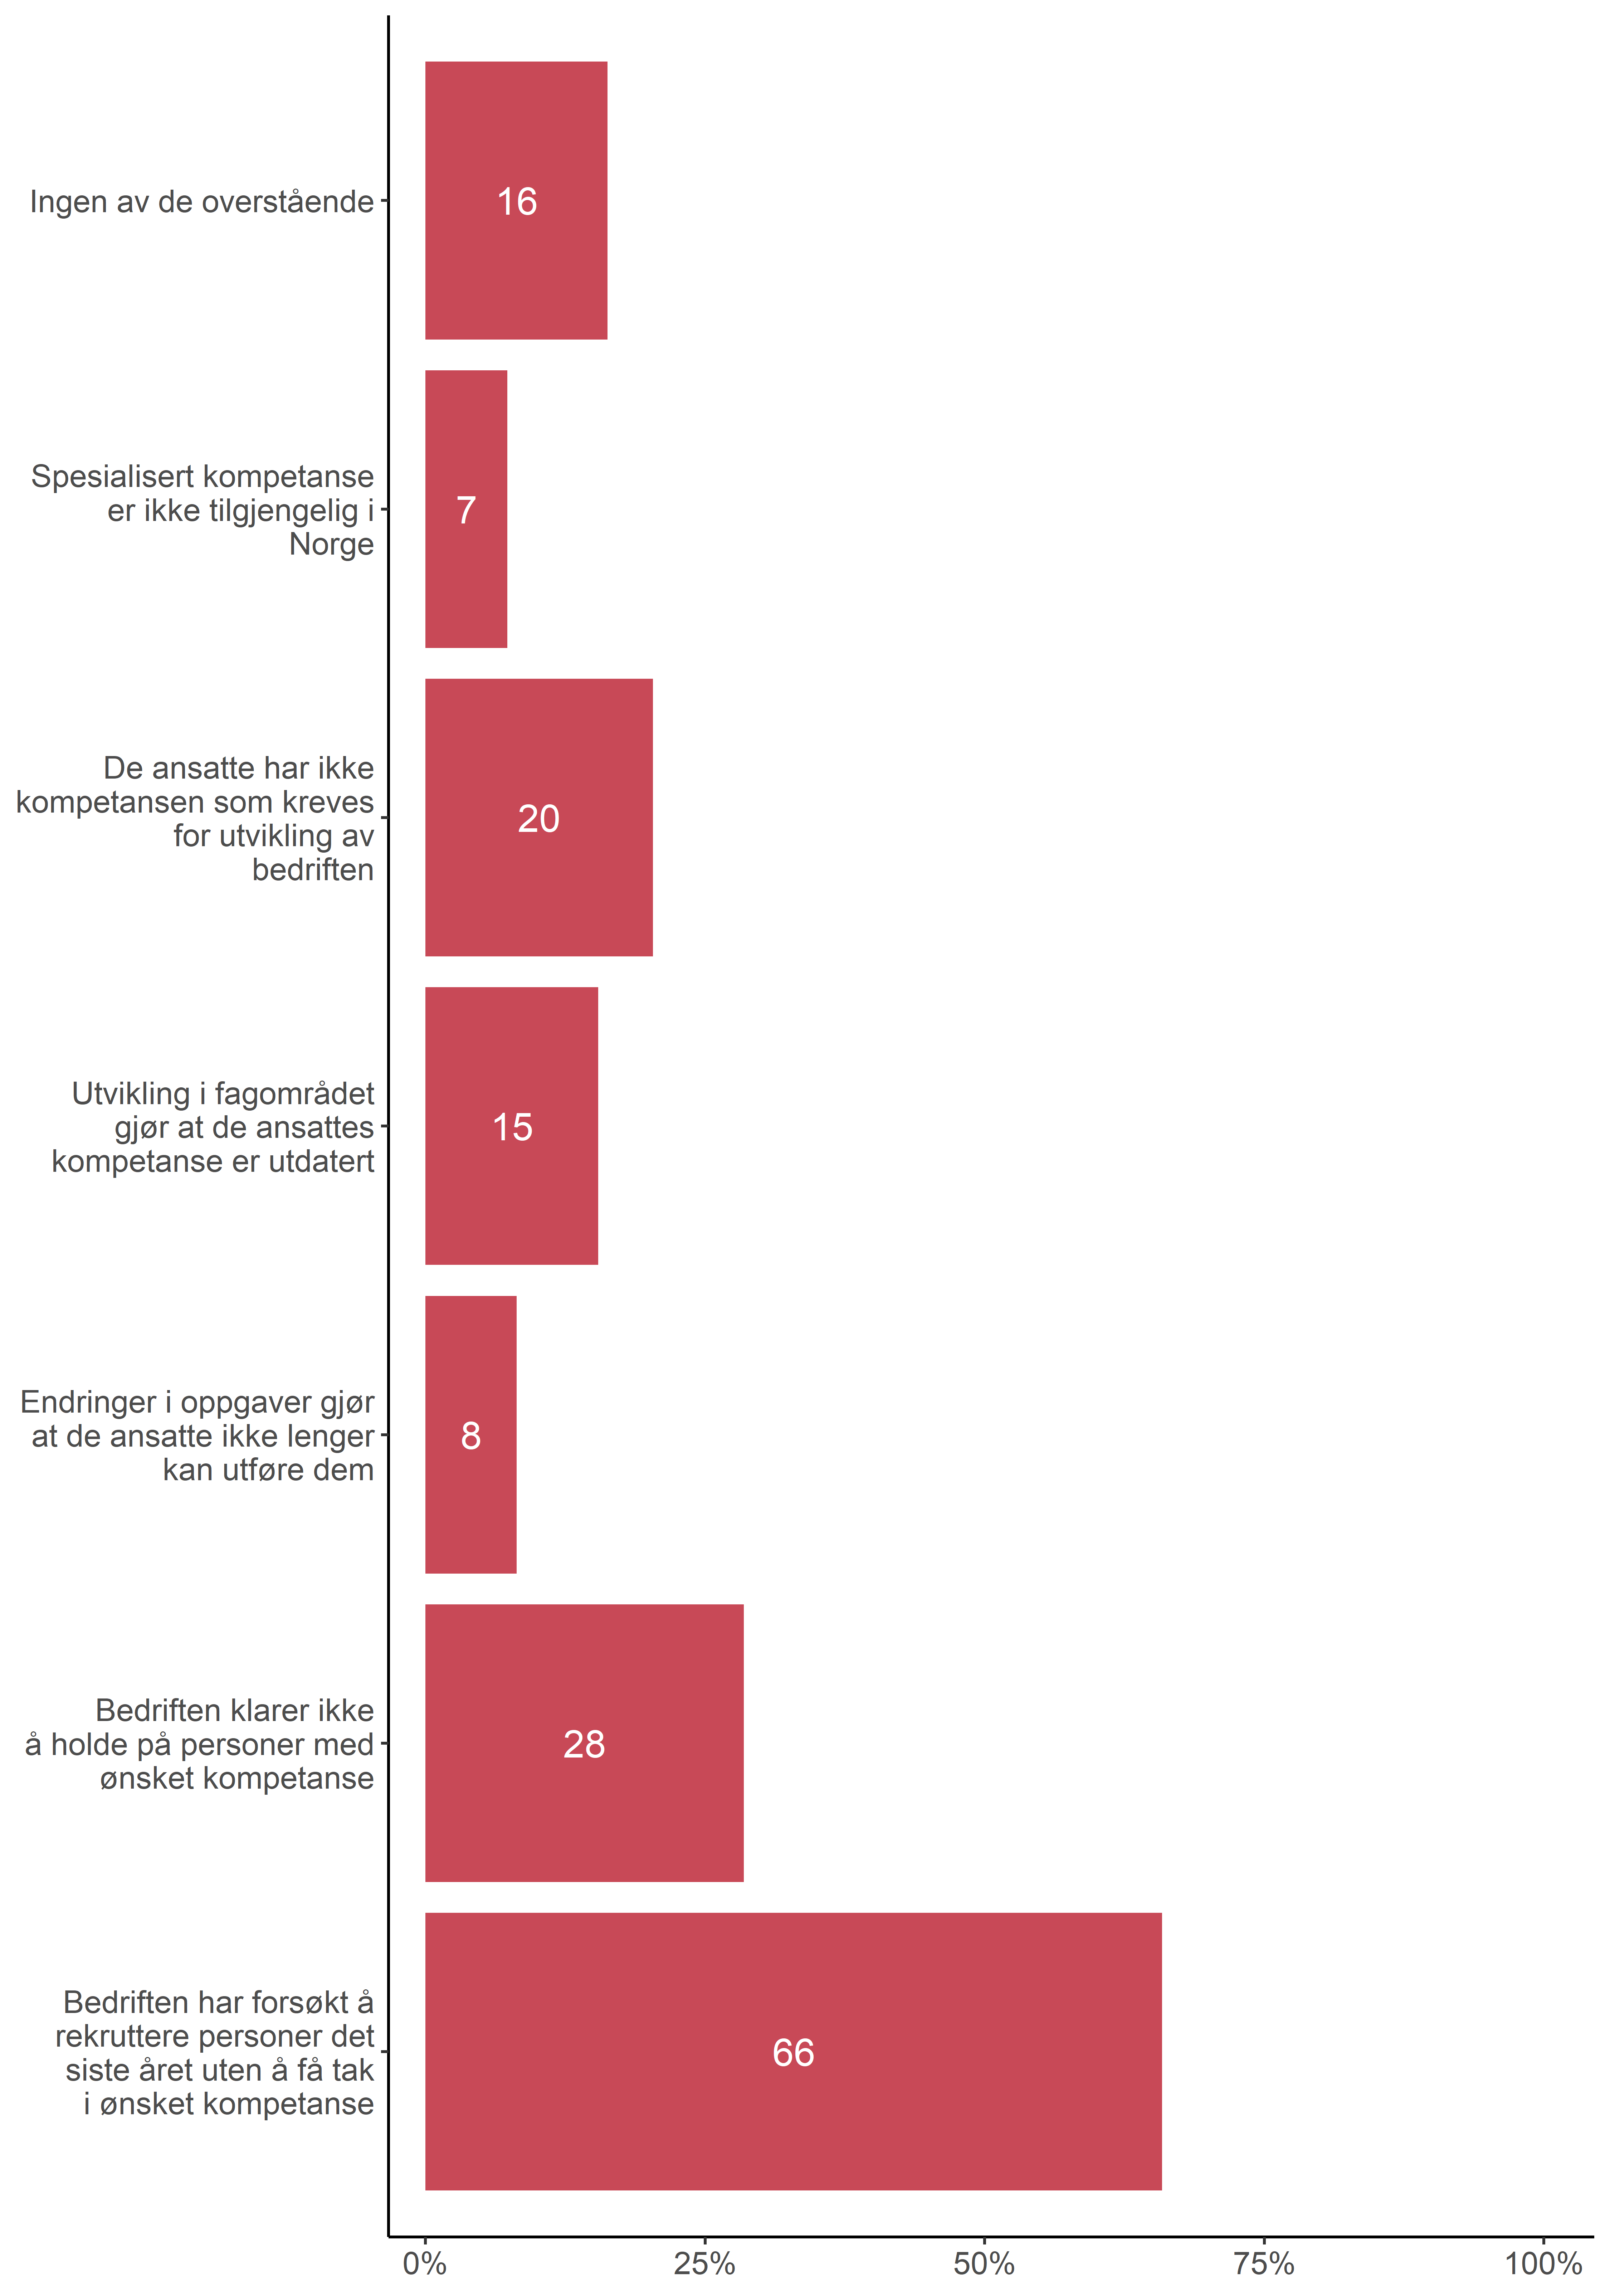 Ingen av de overstående
16
Spesialisert kompetanse
er ikke tilgjengelig i
Norge
7
De ansatte har ikke
kompetansen som kreves
for utvikling av
bedriften
20
Utvikling i fagområdet
gjør at de ansattes
kompetanse er utdatert
15
Endringer i oppgaver gjør
at de ansatte ikke lenger
kan utføre dem
8
Bedriften klarer ikke
å holde på personer med
ønsket kompetanse
28
Bedriften har forsøkt å
rekruttere personer det
siste året uten å få tak
i ønsket kompetanse
66
0% 25% 50% 75% 100%